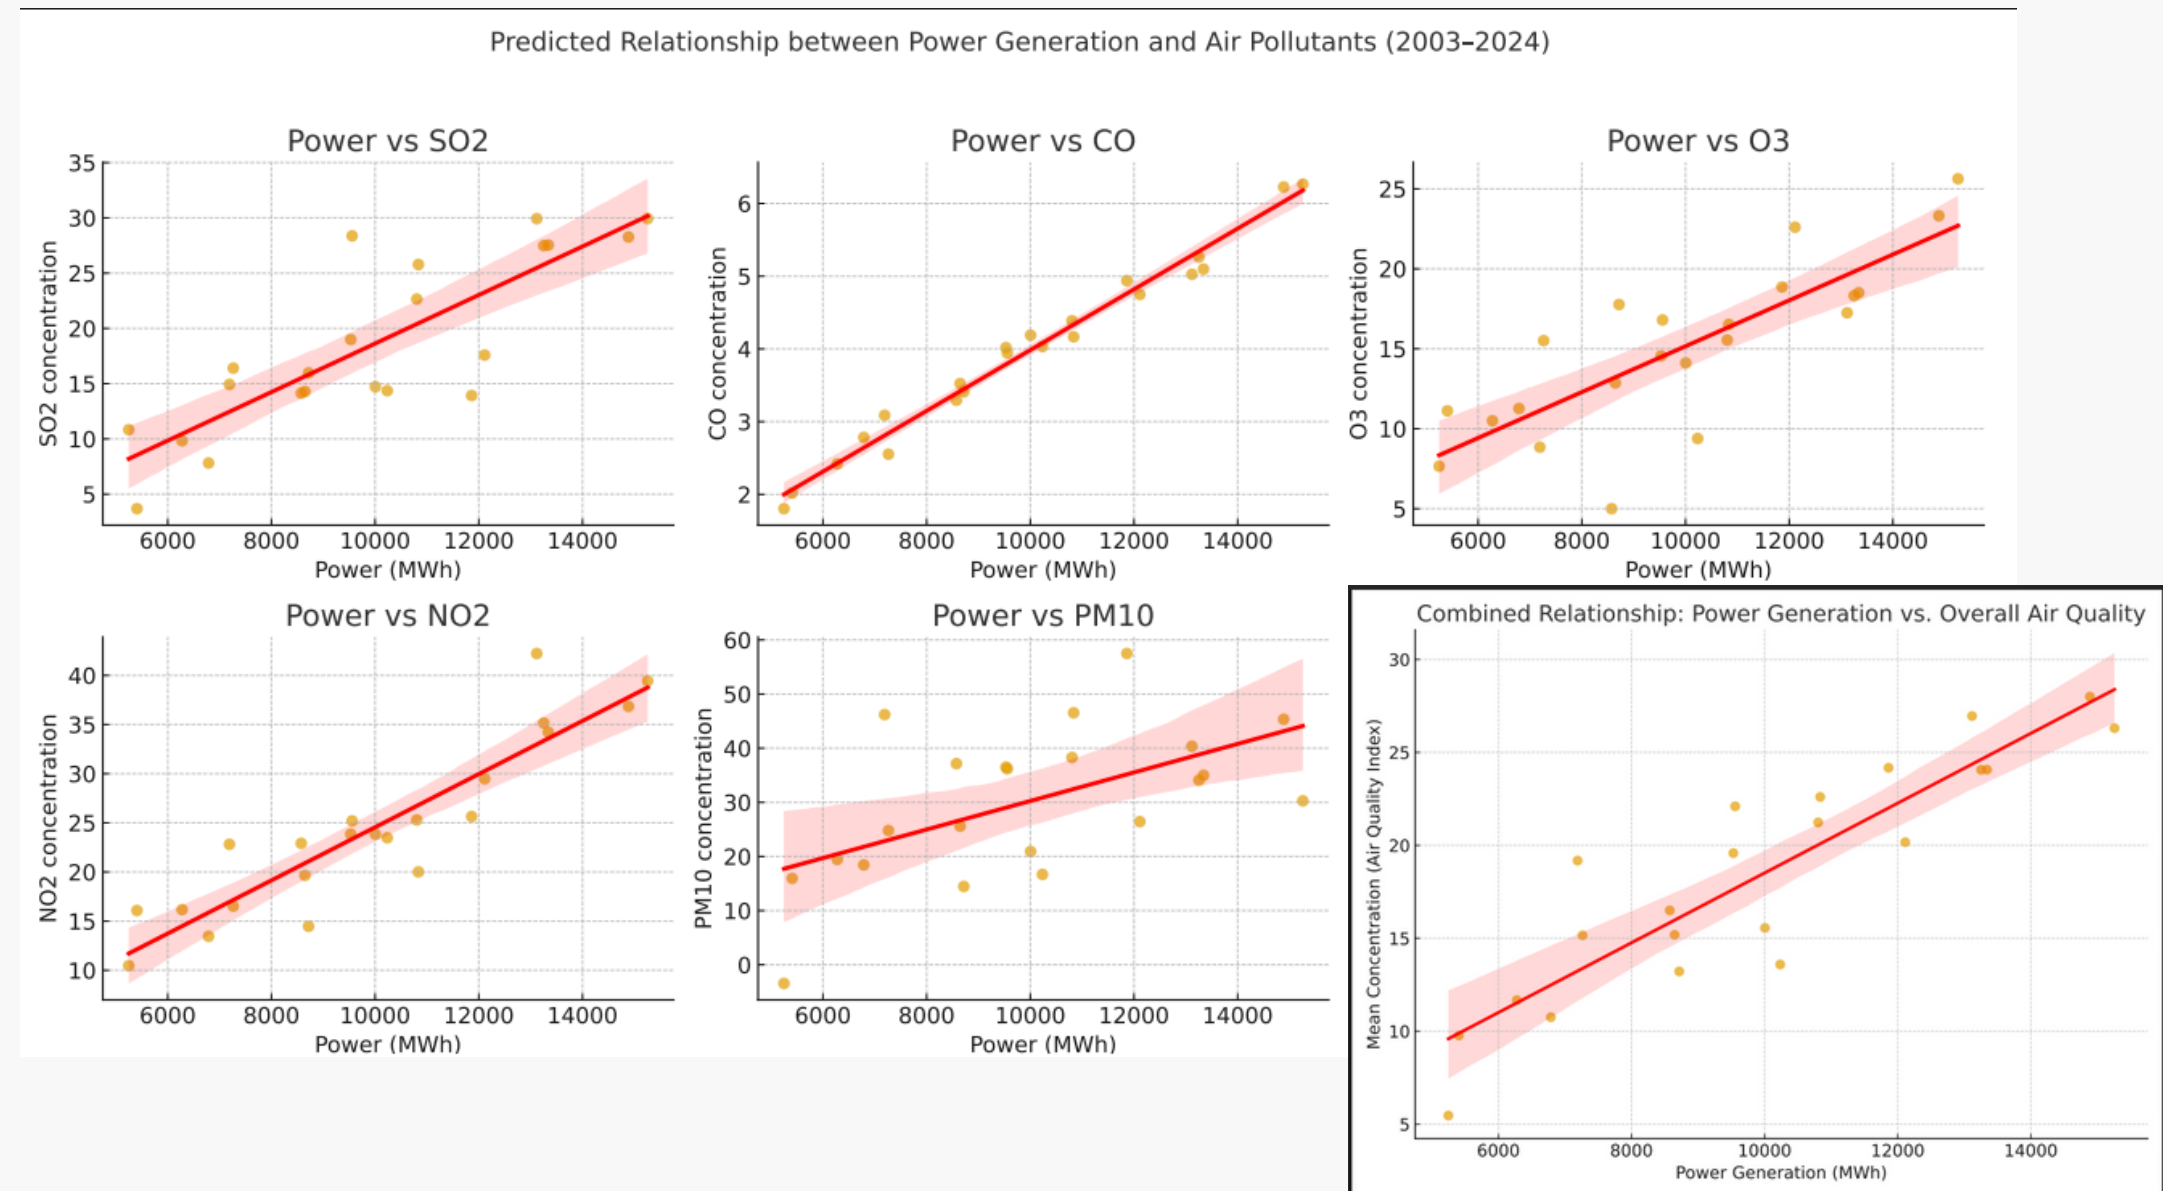 Predicted Relationship between Power Generation and Air Pollutants (2003–2024)
Power vs SO2
35
30
25
20
15
10
5
SO2 concentration
6000 8000 10000 12000 14000
Power (MWh)
Power vs CO
6
5
4
3
2
CO concentration
6000 8000 10000 12000 14000
Power (MWh)
Power vs O3
25
20
15
10
5
O3 concentration
6000 8000 10000 12000 14000
Power (MWh)
Power vs NO2
40
35
30
25
20
15
10
NO2 concentration
6000 8000 10000 12000 14000
Power (MWh)
Power vs PM10
60
50
40
30
20
10
0
PM10 concentration
6000 8000 10000 12000 14000
Power (MWh)
Combined Relationship: Power Generation vs. Overall Air Quality
30
25
20
15
10
5
Mean Concentration (Air Quality Index)
6000 8000 10000 12000 14000
Power Generation (MWh)